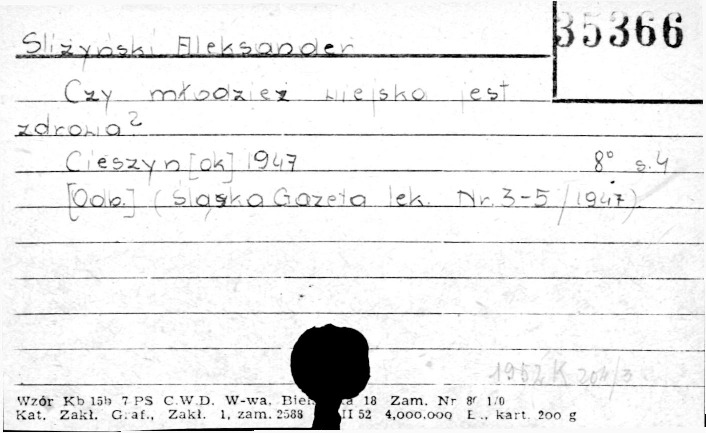 35366
Śliżyński Aleksander
Czy młodzież wiejska jest
zdrowa?
Cieszyn [ok] 1947 8° s. 4
[Odb.] (Śląska Gazeta lek. Nr. 3-5/1947)
1952 K 204/3
Wzór Kb 15b 7 PS C.W.D. W-wa, 18 Zam. Nr
Kat. Zakł. Graf., Zakł. 1, zam. 2588 II 52 4,000.000 kart. 200 g